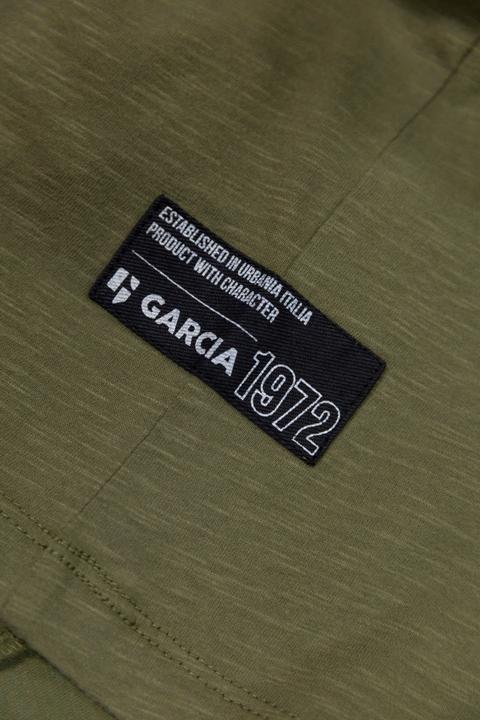 ESTABLISHED IN URBANIA ITALIA
PRODUCT WITH CHARACTER
GARCIA
1972